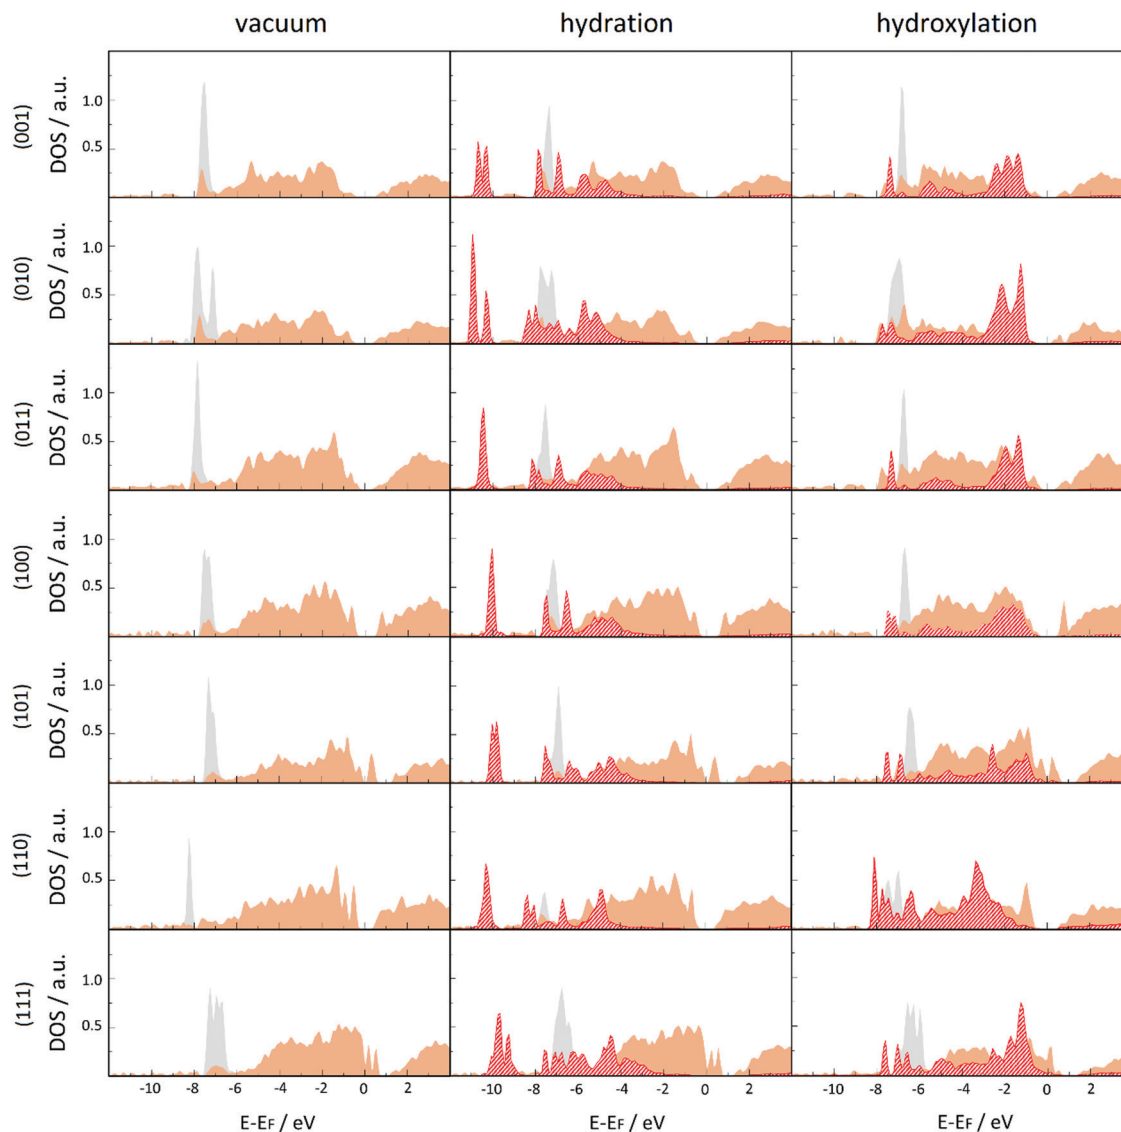 vacuum hydration hydroxylation
(001) DOS / a.u. 1.0 0.5
(010) DOS / a.u. 1.0 0.5
(011) DOS / a.u. 1.0 0.5
(100) DOS / a.u. 1.0 0.5
(101) DOS / a.u. 1.0 0.5
(110) DOS / a.u. 1.0 0.5
(111) DOS / a.u. 1.0 0.5
-10 -8 -6 -4 -2 0 2 -10 -8 -6 -4 -2 0 2 -10 -8 -6 -4 -2 0 2
E-EF / eV E-EF / eV E-EF / eV